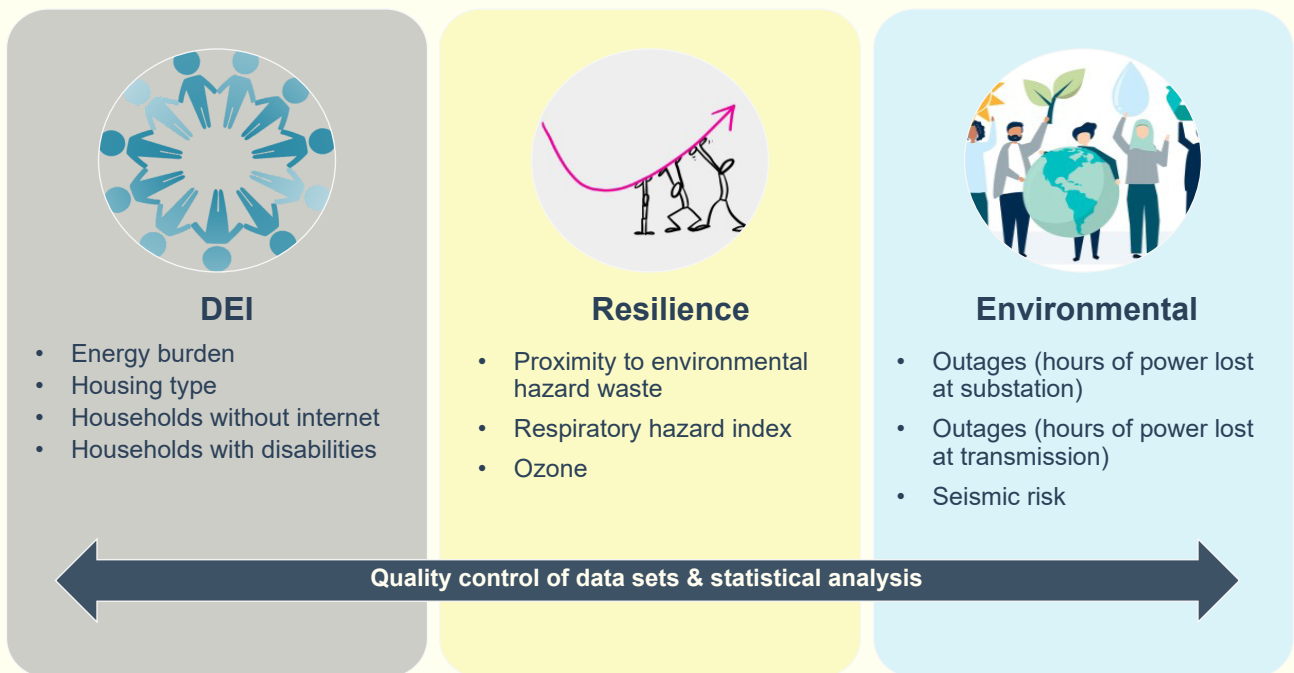 DEI
• Energy burden
• Housing type
• Households without internet
• Households with disabilities
Resilience
• Proximity to environmental
hazard waste
• Respiratory hazard index
• Ozone
Environmental
• Outages (hours of power lost
at substation)
• Outages (hours of power lost
at transmission)
• Seismic risk
Quality control of data sets & statistical analysis